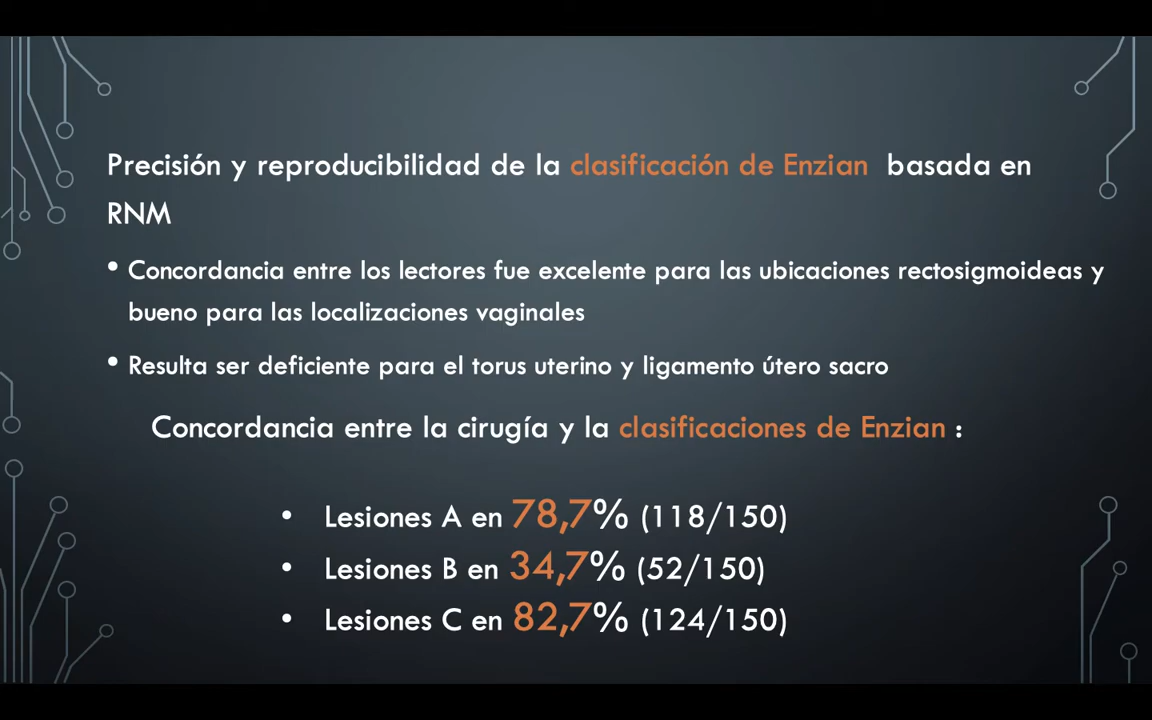 Precisión y reproducibilidad de la clasificación de Enzian basada en
RNM
• Concordancia entre los lectores fue excelente para las ubicaciones rectosigmoideas y
bueno para las localizaciones vaginales
• Resulta ser deficiente para el torus uterino y ligamento útero sacro
Concordancia entre la cirugía y la clasificaciones de Enzian :
• Lesiones A en 78,7% (118/150)
• Lesiones B en 34,7% (52/150)
• Lesiones C en 82,7% (124/150)